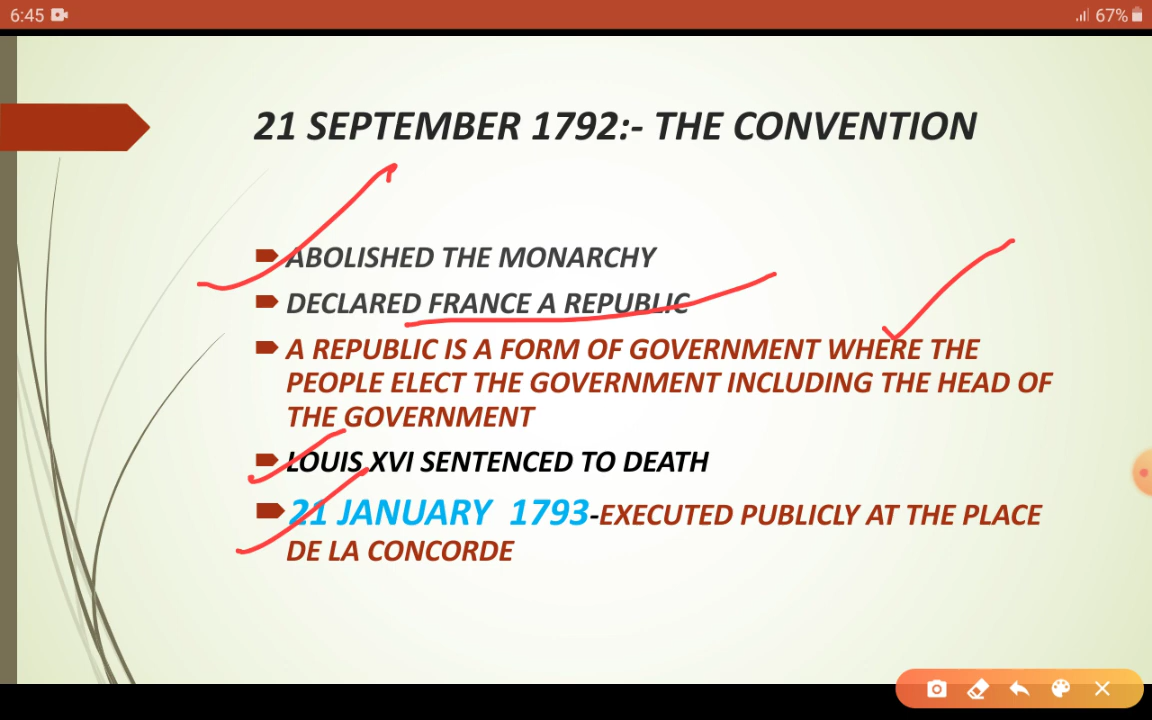 6:45
67%
21 SEPTEMBER 1792:- THE CONVENTION
ABOLISHED THE MONARCHY
DECLARED FRANCE A REPUBLIC
A REPUBLIC IS A FORM OF GOVERNMENT WHERE THE
PEOPLE ELECT THE GOVERNMENT INCLUDING THE HEAD OF
THE GOVERNMENT
LOUIS XVI SENTENCED TO DEATH
21 JANUARY 1793-EXECUTED PUBLICLY AT THE PLACE
DE LA CONCORDE